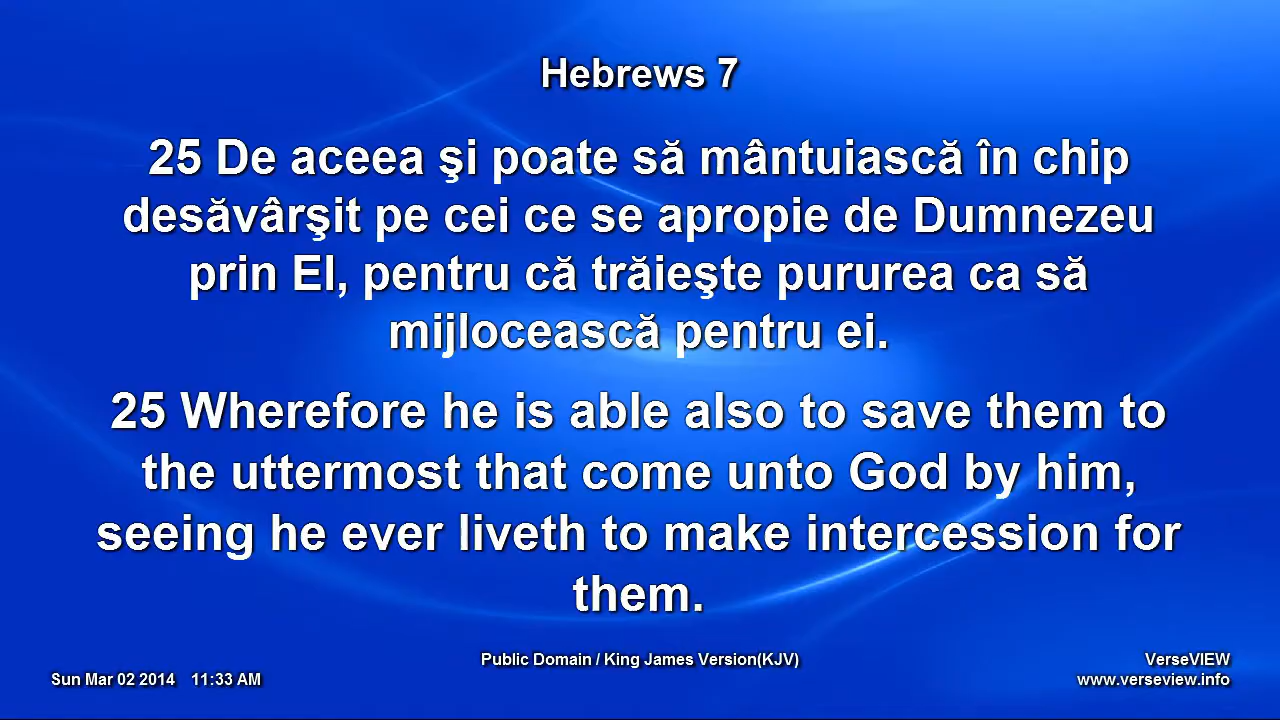 Hebrews 7
25 De aceea şi poate să mântuiască în chip
desăvârşit pe cei ce se apropie de Dumnezeu
prin El, pentru că trăieşte pururea ca să
mijlocească pentru ei.
25 Wherefore he is able also to save them to
the uttermost that come unto God by him,
seeing he ever liveth to make intercession for
them.
Public Domain / King James Version(KJV)
Sun Mar 02 2014 11:33 AM
VerseVIEW
www.verseview.info